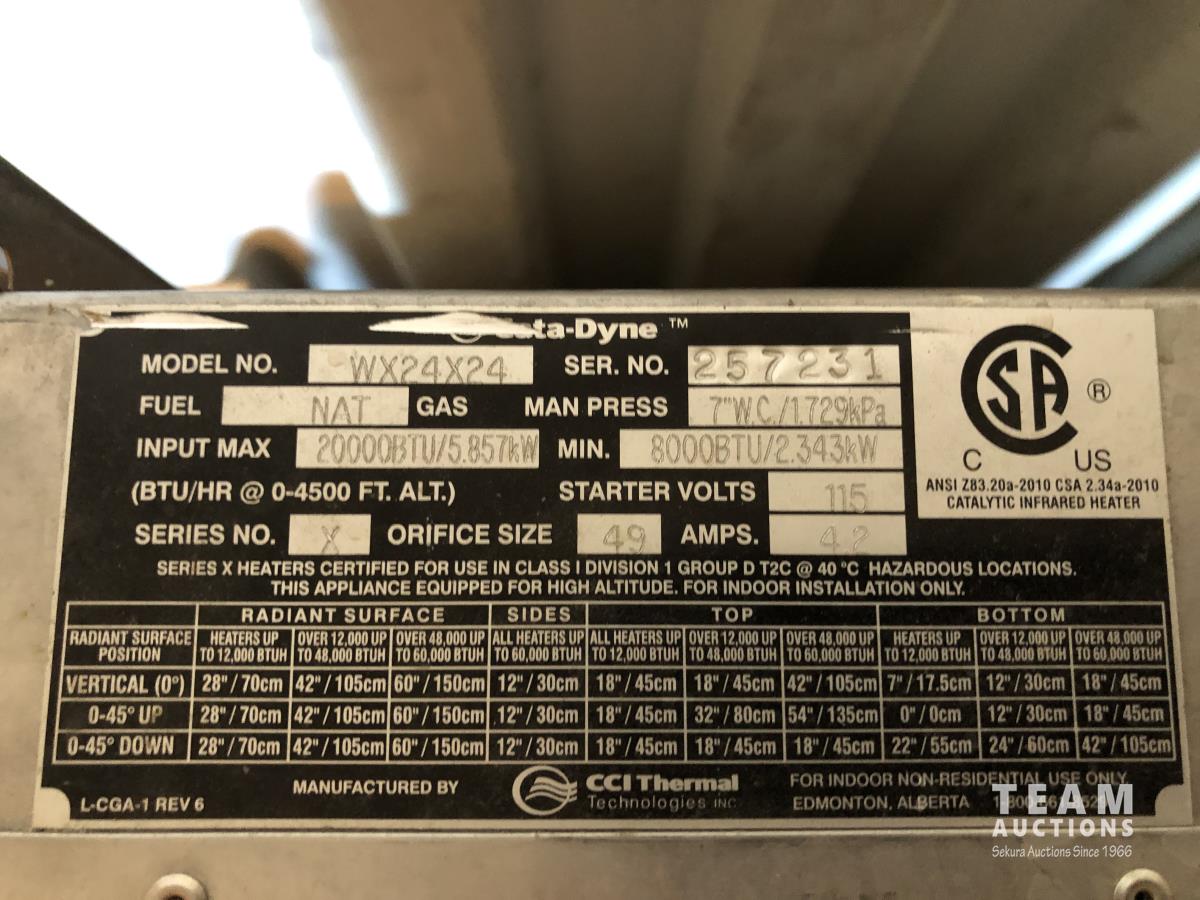 Cata-Dyne ™
MODEL NO. WX24X24 SER. NO. 257231
FUEL NAT GAS MAN PRESS 7"W.C./1.729kPa
INPUT MAX 20000BTU/5.857kW MIN. 8000BTU/2.343kW
(BTU/HR @ 0-4500 FT. ALT.) STARTER VOLTS 115
SERIES NO. X ORIFICE SIZE 49 AMPS. 4.2
SA ®
C US
ANSI Z83.20a-2010 CSA 2.34a-2010
CATALYTIC INFRARED HEATER
SERIES X HEATERS CERTIFIED FOR USE IN CLASS I DIVISION 1 GROUP D T2C @ 40 °C HAZARDOUS LOCATIONS.
THIS APPLIANCE EQUIPPED FOR HIGH ALTITUDE. FOR INDOOR INSTALLATION ONLY.
RADIANT SURFACE SIDES TOP BOTTOM
RADIANT SURFACE HEATERS UP OVER 12,000 UP OVER 48,000 UP ALL HEATERS UP ALL HEATERS UP OVER 12,000 UP OVER 48,000 UP HEATERS UP OVER 12,000 UP OVER 48,000 UP
POSITION TO 12,000 BTUH TO 48,000 BTUH TO 60,000 BTUH TO 60,000 BTUH TO 12,000 BTUH TO 48,000 BTUH TO 60,000 BTUH TO 12,000 BTUH TO 48,000 BTUH TO 60,000 BTUH
VERTICAL (0°) 28"/70cm 42"/105cm 60"/150cm 12"/30cm 18"/45cm 18"/45cm 42"/105cm 7"/17.5cm 12"/30cm 18"/45cm
0-45° UP 28"/70cm 42"/105cm 60"/150cm 12"/30cm 18"/45cm 32"/80cm 54"/135cm 0"/0cm 12"/30cm 18"/45cm
0-45° DOWN 28"/70cm 42"/105cm 60"/150cm 12"/30cm 18"/45cm 18"/45cm 18"/45cm 22"/55cm 24"/60cm 42"/105cm
MANUFACTURED BY CCI Thermal FOR INDOOR NON-RESIDENTIAL USE ONLY
L-CGA-1 REV 6 Technologies INC EDMONTON, ALBERTA
TEAM
AUCTIONS
Sekura Auctions Since 1966